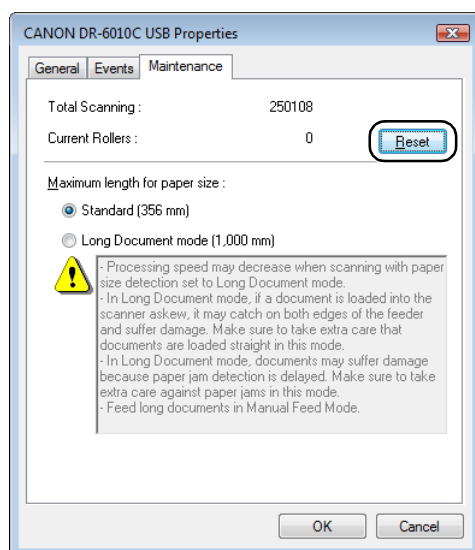 CANON DR-6010C USB Properties
General Events Maintenance
Total Scanning : 250108
Current Rollers : 0 Reset
Maximum length for paper size :
Standard (356 mm)
Long Document mode (1,000 mm)
- Processing speed may decrease when scanning with paper
size detection set to Long Document mode.
- In Long Document mode, if a document is loaded into the
scanner askew, it may catch on both edges of the feeder
and suffer damage. Make sure to take extra care that
documents are loaded straight in this mode.
- In Long Document mode, documents may suffer damage
because paper jam detection is delayed. Make sure to take
extra care against paper jams in this mode.
- Feed long documents in Manual Feed Mode.
OK Cancel